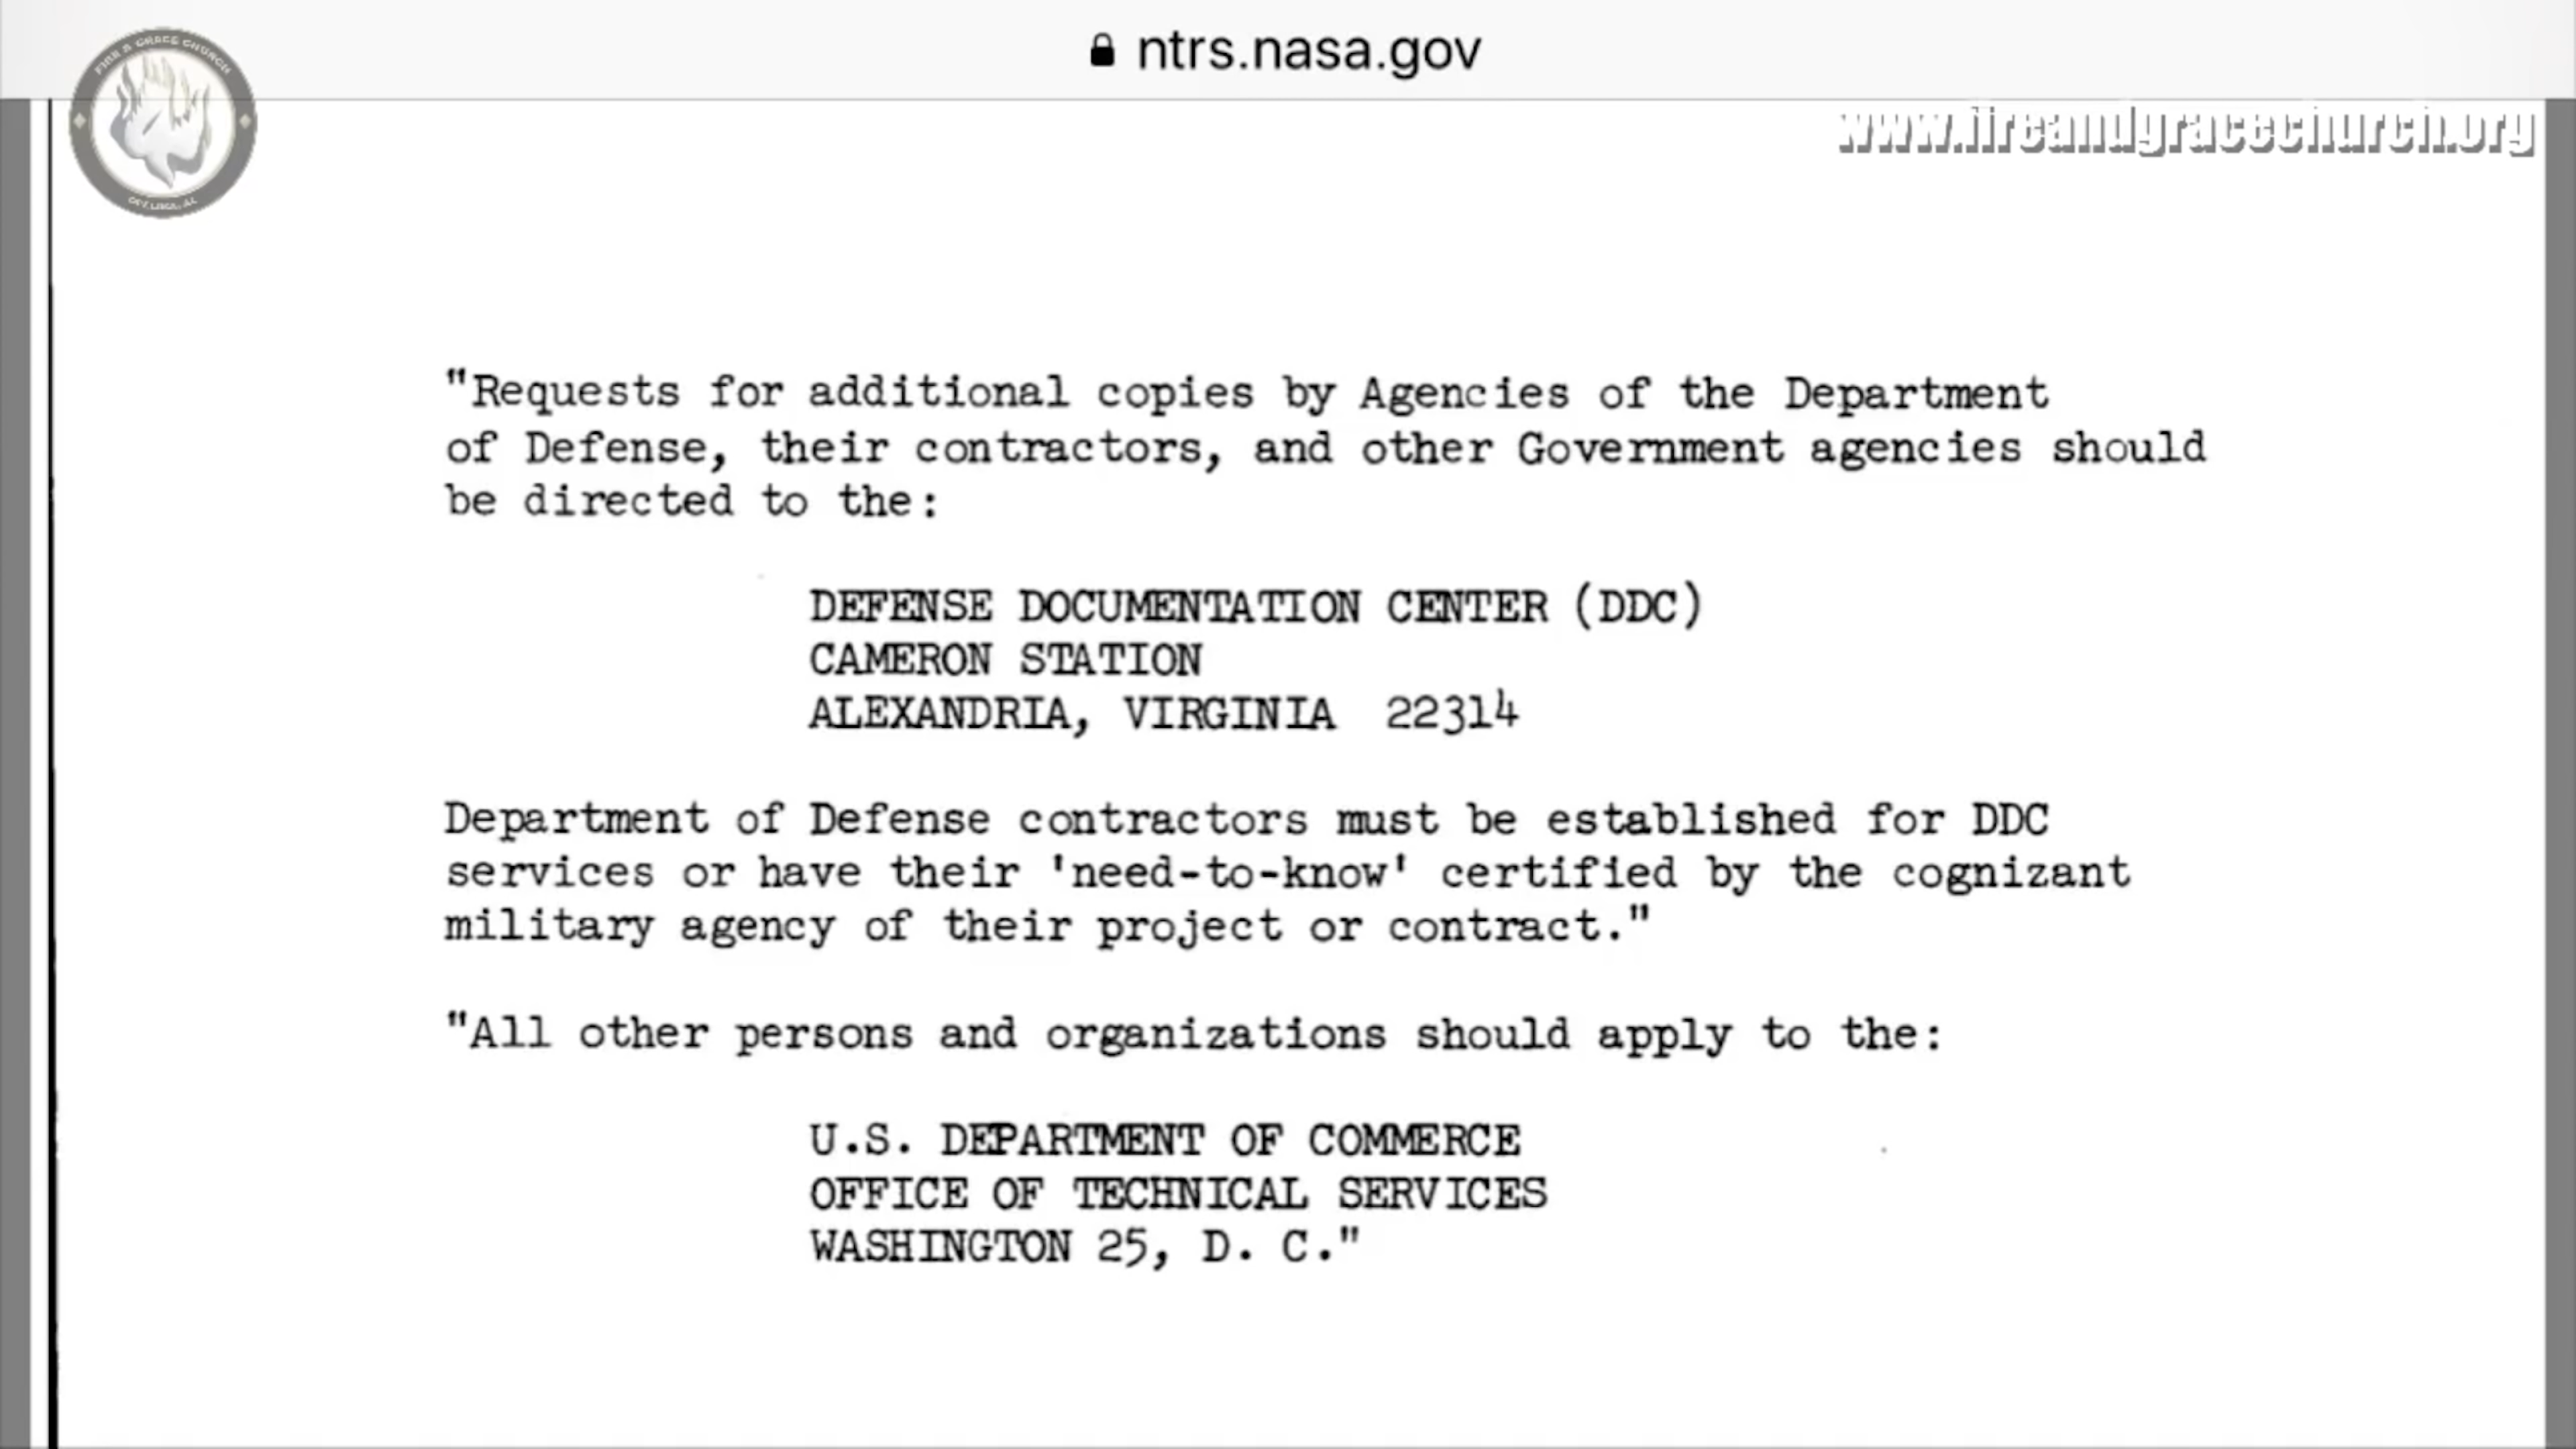 ntrs.nasa.gov
FIRE & GRACE CHURCH
www.fireandgracechurch.org
"Requests for additional copies by Agencies of the Department
of Defense, their contractors, and other Government agencies should
be directed to the:
DEFENSE DOCUMENTATION CENTER (DDC)
CAMERON STATION
ALEXANDRIA, VIRGINIA 22314
Department of Defense contractors must be established for DDC
services or have their 'need-to-know' certified by the cognizant
military agency of their project or contract."
"All other persons and organizations should apply to the:
U.S. DEPARTMENT OF COMMERCE
OFFICE OF TECHNICAL SERVICES
WASHINGTON 25, D. C."